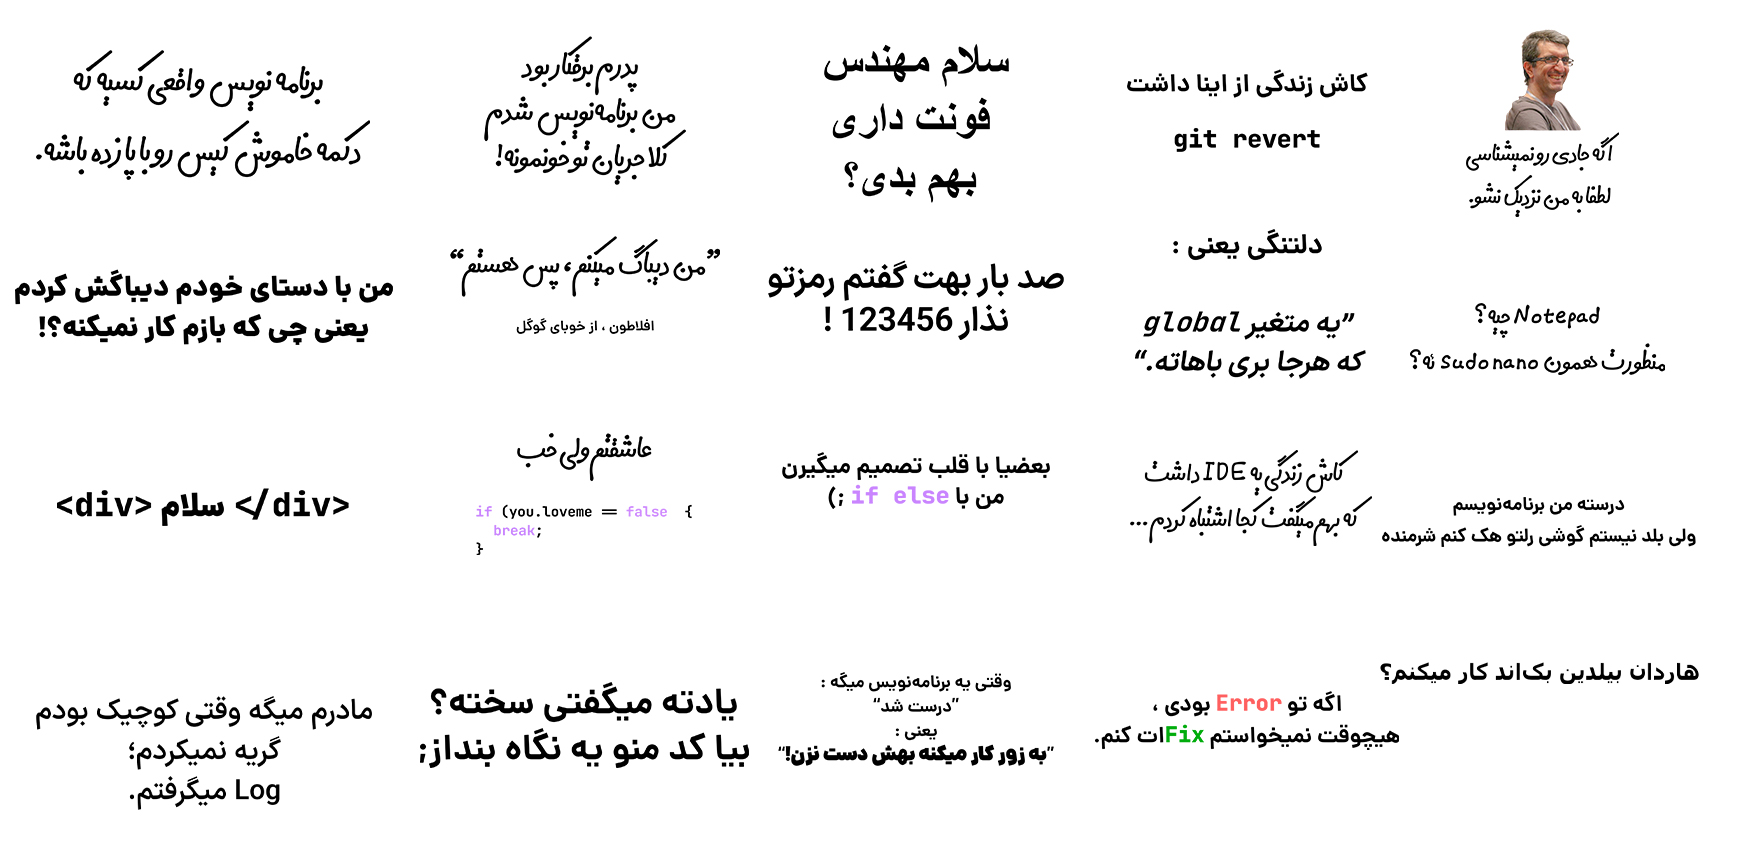 برنامه نویس واقعی کسیه که
دکمه خاموش کیس رو با پا زده باشه.
پدرم برقکار بود
من برنامه‌نویس شدم
کلا جریان تو خونمونه!
سلام مهندس
فونت داری
بهم بدی؟
کاش زندگی از اینا داشت
git revert
اگه جادی رو نمیشناسی
لطفا به من نزدیک نشو.
من با دستای خودم دیباگش کردم
یعنی چی که بازم کار نمیکنه؟!
”من دیباگ میکنم، پس هستم“
افلاطون ، از خوبای گوگل
صد بار بهت گفتم رمزتو
نذار 123456 !
دلتنگی یعنی :
”یه متغیر global
که هرجا بری باهاته.“
Notepad چیه؟
منظورت همون sudo nano ئه؟
<div> سلام </div>
عاشقتم ولی خب
if (you.loveme == false {
break;
}
بعضیا با قلب تصمیم میگیرن
من با if else ;)
کاش زندگی یه IDE داشت
که بهم میگفت کجا اشتباه کردم...
درسته من برنامه‌نویسم
ولی بلد نیستم گوشی رلتو هک کنم شرمنده
مادرم میگه وقتی کوچیک بودم
گریه نمیکردم؛
Log میگرفتم.
یادته میگفتی سخته؟
بیا کد منو یه نگاه بنداز;
وقتی یه برنامه‌نویس میگه :
”درست شد“
یعنی :
”به زور کار میکنه بهش دست نزن!“
اگه تو Error بودی ،
هیچوقت نمیخواستم Fixات کنم.
هاردان بیلدین بک‌اند کار میکنم؟